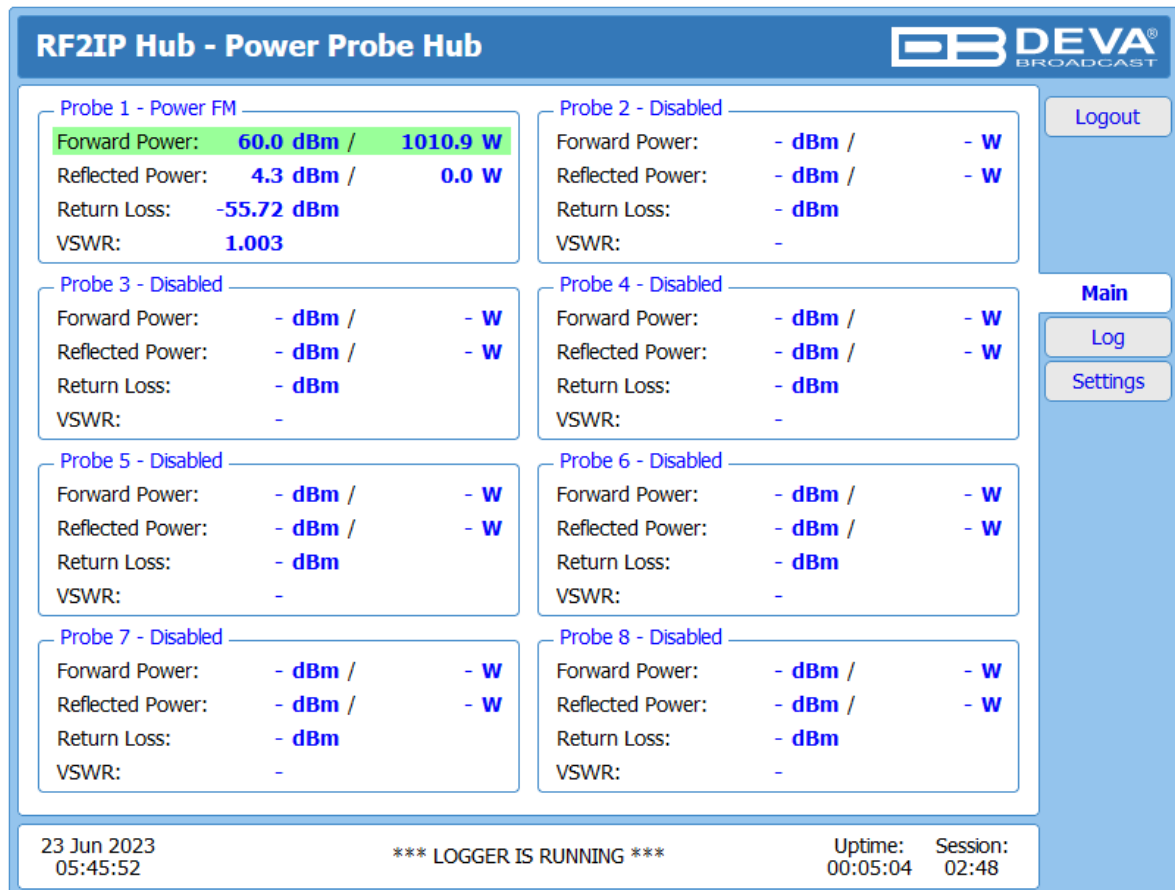 RF2IP Hub - Power Probe Hub
DEVA®
BROADCAST
Logout
Main
Log
Settings
Probe 1 - Power FM
Forward Power: 60.0 dBm / 1010.9 W
Reflected Power: 4.3 dBm / 0.0 W
Return Loss: -55.72 dBm
VSWR: 1.003
Probe 2 - Disabled
Forward Power: - dBm / - W
Reflected Power: - dBm / - W
Return Loss: - dBm
VSWR: -
Probe 3 - Disabled
Forward Power: - dBm / - W
Reflected Power: - dBm / - W
Return Loss: - dBm
VSWR: -
Probe 4 - Disabled
Forward Power: - dBm / - W
Reflected Power: - dBm / - W
Return Loss: - dBm
VSWR: -
Probe 5 - Disabled
Forward Power: - dBm / - W
Reflected Power: - dBm / - W
Return Loss: - dBm
VSWR: -
Probe 6 - Disabled
Forward Power: - dBm / - W
Reflected Power: - dBm / - W
Return Loss: - dBm
VSWR: -
Probe 7 - Disabled
Forward Power: - dBm / - W
Reflected Power: - dBm / - W
Return Loss: - dBm
VSWR: -
Probe 8 - Disabled
Forward Power: - dBm / - W
Reflected Power: - dBm / - W
Return Loss: - dBm
VSWR: -
23 Jun 2023
05:45:52
*** LOGGER IS RUNNING ***
Uptime:
00:05:04
Session:
02:48